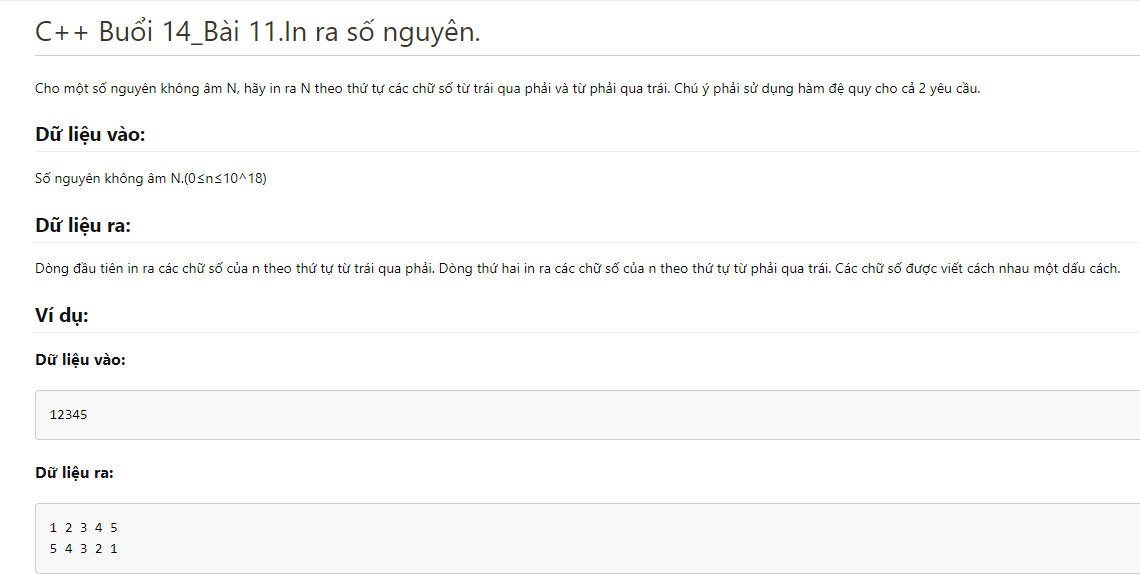 C++ Buổi 14_Bài 11.In ra số nguyên.
Cho một số nguyên không âm N, hãy in ra N theo thứ tự các chữ số từ trái qua phải và từ phải qua trái. Chú ý phải sử dụng hàm đệ quy cho cả 2 yêu cầu.
Dữ liệu vào:
Số nguyên không âm N.(0≤n≤10^18)
Dữ liệu ra:
Dòng đầu tiên in ra các chữ số của n theo thứ tự từ trái qua phải. Dòng thứ hai in ra các chữ số của n theo thứ tự từ phải qua trái. Các chữ số được viết cách nhau một dấu cách.
Ví dụ:
Dữ liệu vào:
12345
Dữ liệu ra:
1 2 3 4 5
5 4 3 2 1